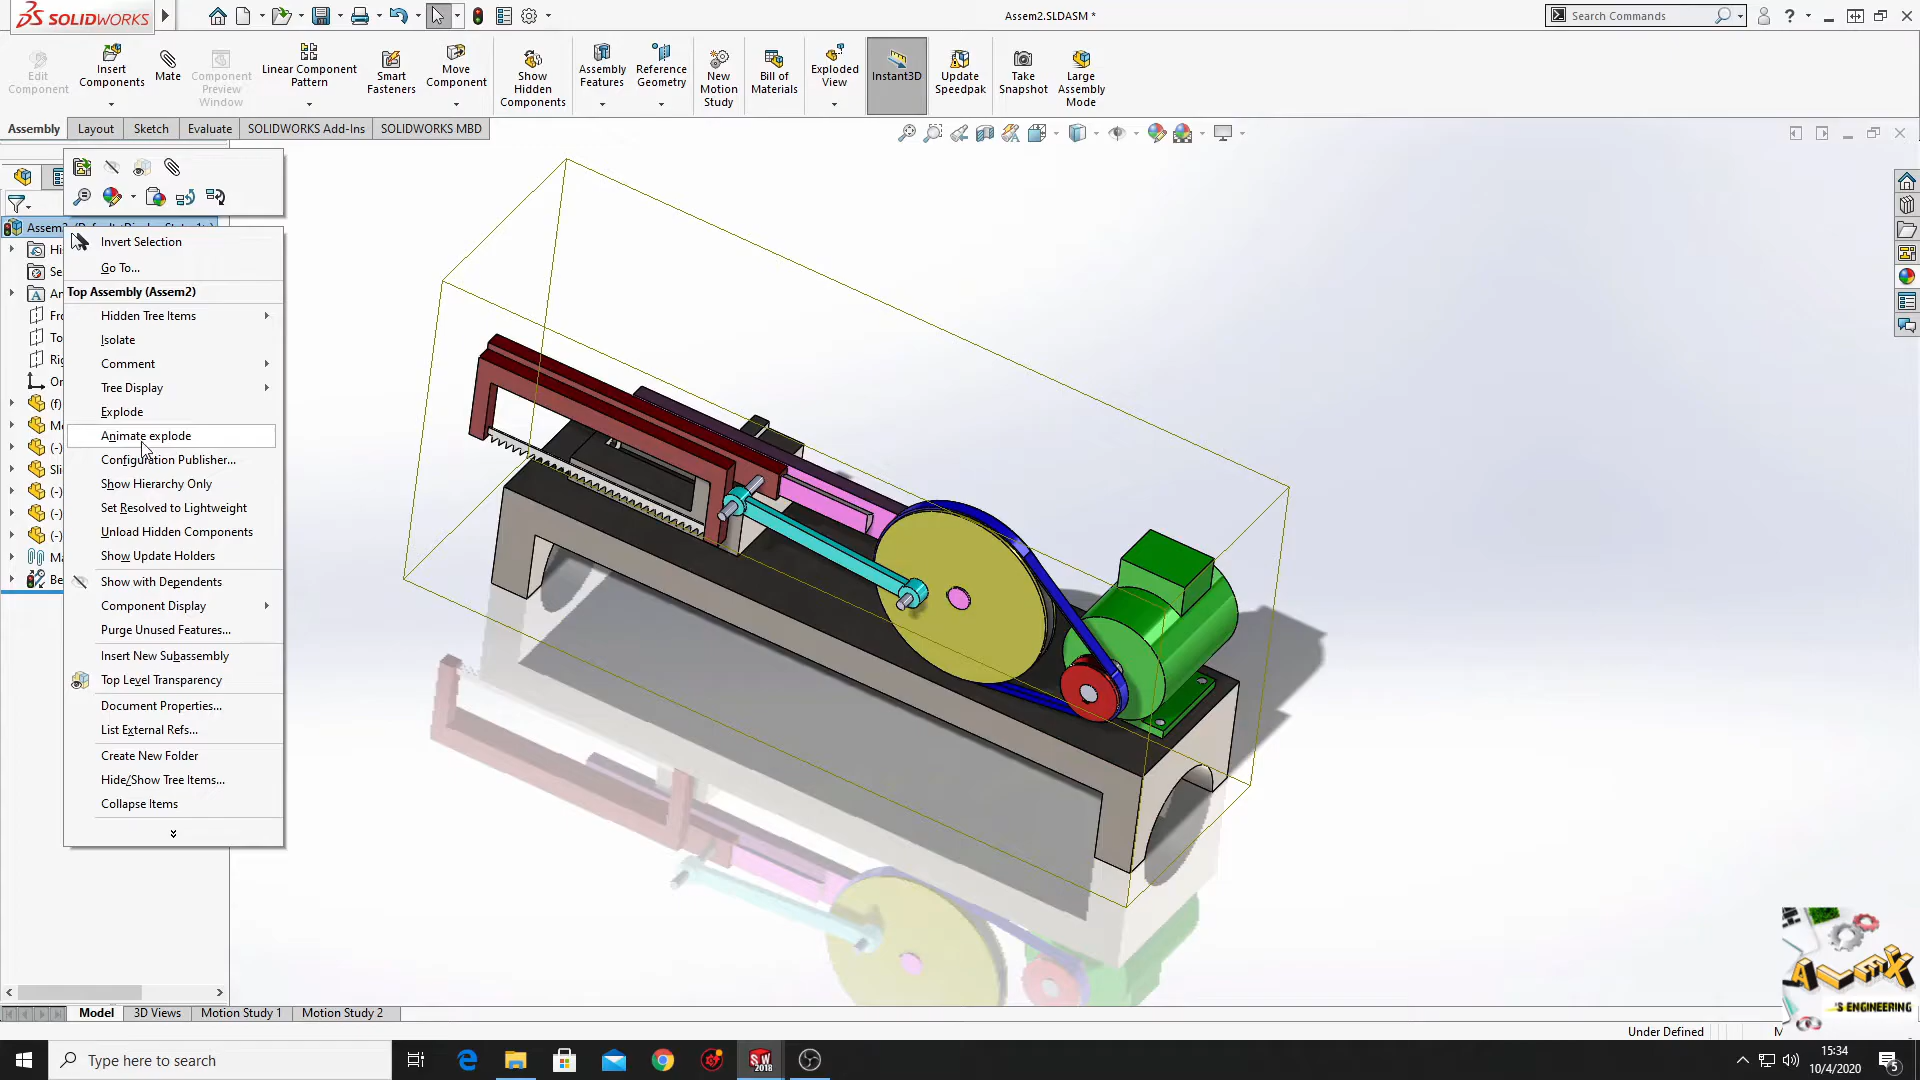 SOLIDWORKS
Assem2.SLDASM *
Search Commands
Edit Component
Insert Components
Mate
Component Preview Window
Linear Component Pattern
Smart Fasteners
Move Component
Show Hidden Components
Assembly Features
Reference Geometry
New Motion Study
Bill of Materials
Exploded View
Instant3D
Update Speedpak
Take Snapshot
Large Assembly Mode
Assembly
Layout
Sketch
Evaluate
SOLIDWORKS Add-Ins
SOLIDWORKS MBD
Invert Selection
Go To...
Top Assembly (Assem2)
Hidden Tree Items
Isolate
Comment
Tree Display
Explode
Animate explode
Configuration Publisher...
Show Hierarchy Only
Set Resolved to Lightweight
Unload Hidden Components
Show Update Holders
Show with Dependents
Component Display
Purge Unused Features...
Insert New Subassembly
Top Level Transparency
Document Properties...
List External Refs...
Create New Folder
Hide/Show Tree Items...
Collapse Items
Model
3D Views
Motion Study 1
Motion Study 2
Under Defined
ALEX
'S ENGINEERING
Type here to search
SW
2018
15:34
10/4/2020
5